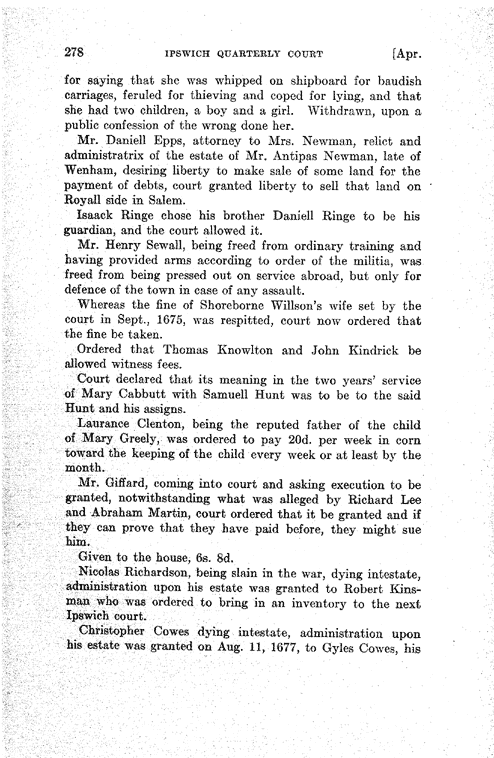 278 IPSWICH QUARTERLY COURT [Apr.
for saying that she was whipped on shipboard for baudish
carriages, feruled for thieving and coped for lying, and that
she had two children, a boy and a girl. Withdrawn, upon a
public confession of the wrong done her.
Mr. Daniell Epps, attorney to Mrs. Newman, relict and
administratrix of the estate of Mr. Antipas Newman, late of
Wenham, desiring liberty to make sale of some land for the
payment of debts, court granted liberty to sell that land on
Royall side in Salem.
Isaack Ringe chose his brother Daniell Ringe to be his
guardian, and the court allowed it.
Mr. Henry Sewall, being freed from ordinary training and
having provided arms according to order of the militia, was
freed from being pressed out on service abroad, but only for
defence of the town in case of any assault.
Whereas the fine of Shoreborne Willson's wife set by the
court in Sept., 1675, was respitted, court now ordered that
the fine be taken.
Ordered that Thomas Knowlton and John Kindrick be
allowed witness fees.
Court declared that its meaning in the two years' service
of Mary Cabbutt with Samuell Hunt was to be to the said
Hunt and his assigns.
Laurance Clenton, being the reputed father of the child
of Mary Greely, was ordered to pay 20d. per week in corn
toward the keeping of the child every week or at least by the
month.
Mr. Giffard, coming into court and asking execution to be
granted, notwithstanding what was alleged by Richard Lee
and Abraham Martin, court ordered that it be granted and if
they can prove that they have paid before, they might sue
him.
Given to the house, 6s. 8d.
Nicolas Richardson, being slain in the war, dying intestate,
administration upon his estate was granted to Robert Kins-
man who was ordered to bring in an inventory to the next
Ipswich court.
Christopher Cowes dying intestate, administration upon
his estate was granted on Aug. 11, 1677, to Gyles Cowes, his